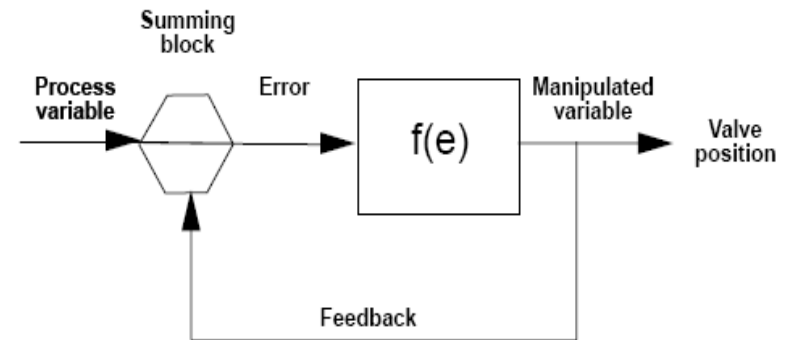 Summing
block
Process
variable
Error
f(e)
Manipulated
variable
Valve
position
Feedback